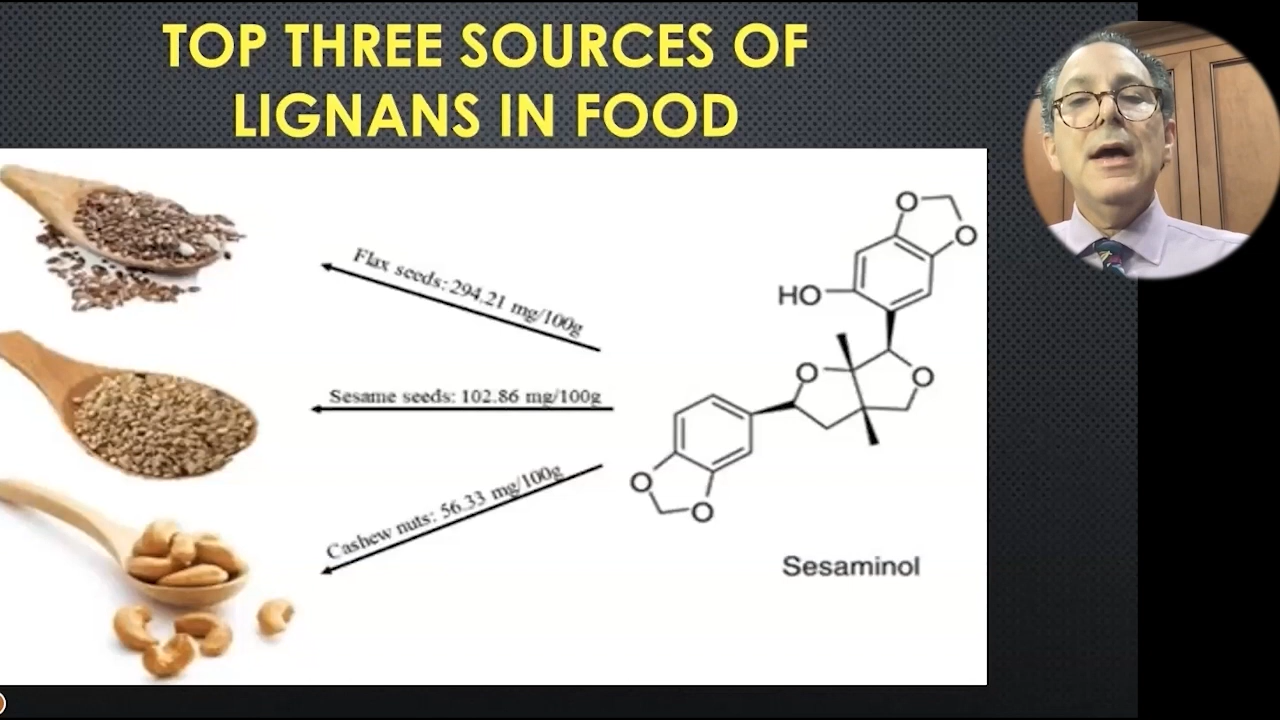 TOP THREE SOURCES OF
LIGNANS IN FOOD
Flax seeds: 294.21 mg/100g
Sesame seeds: 102.86 mg/100g
Cashew nuts: 56.33 mg/100g
O
O
HO
O
O
O
O
Sesaminol